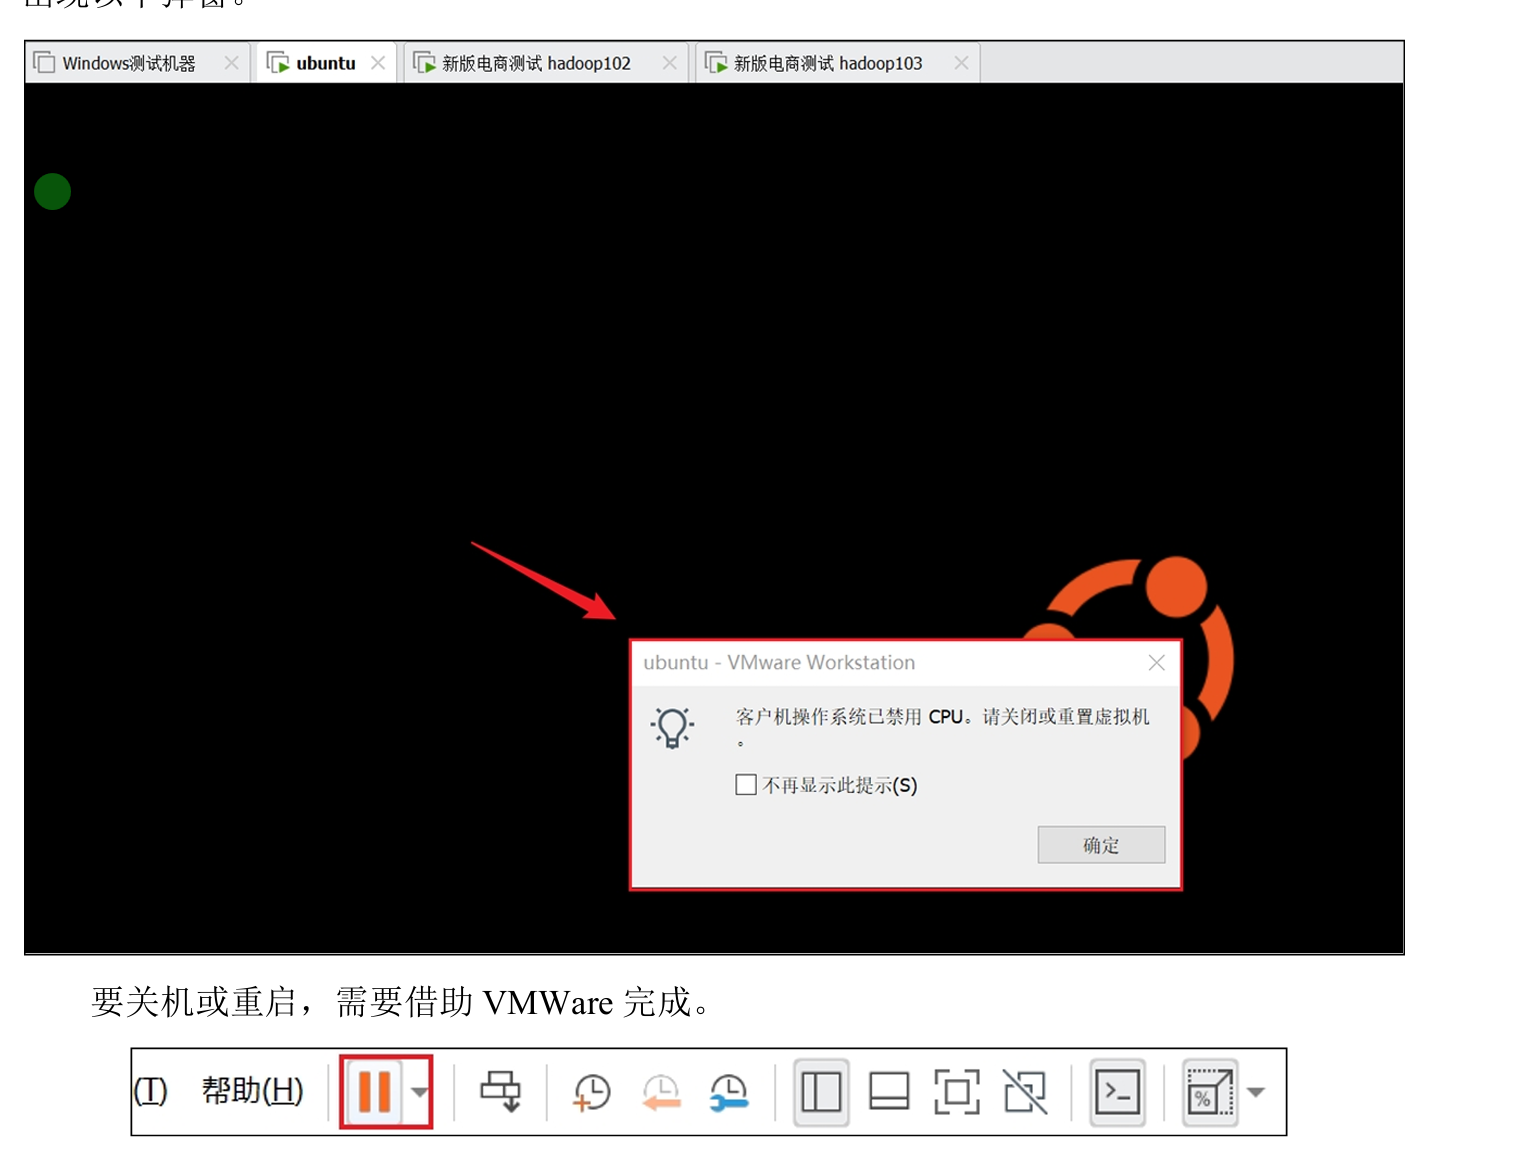 Windows测试机器
ubuntu
新版电商测试 hadoop102
新版电商测试 hadoop103
ubuntu - VMware Workstation
客户机操作系统已禁用 CPU。请关闭或重置虚拟机
。
不再显示此提示(S)
确定
要关机或重启，需要借助 VMWare 完成。
(T) 帮助(H)
%